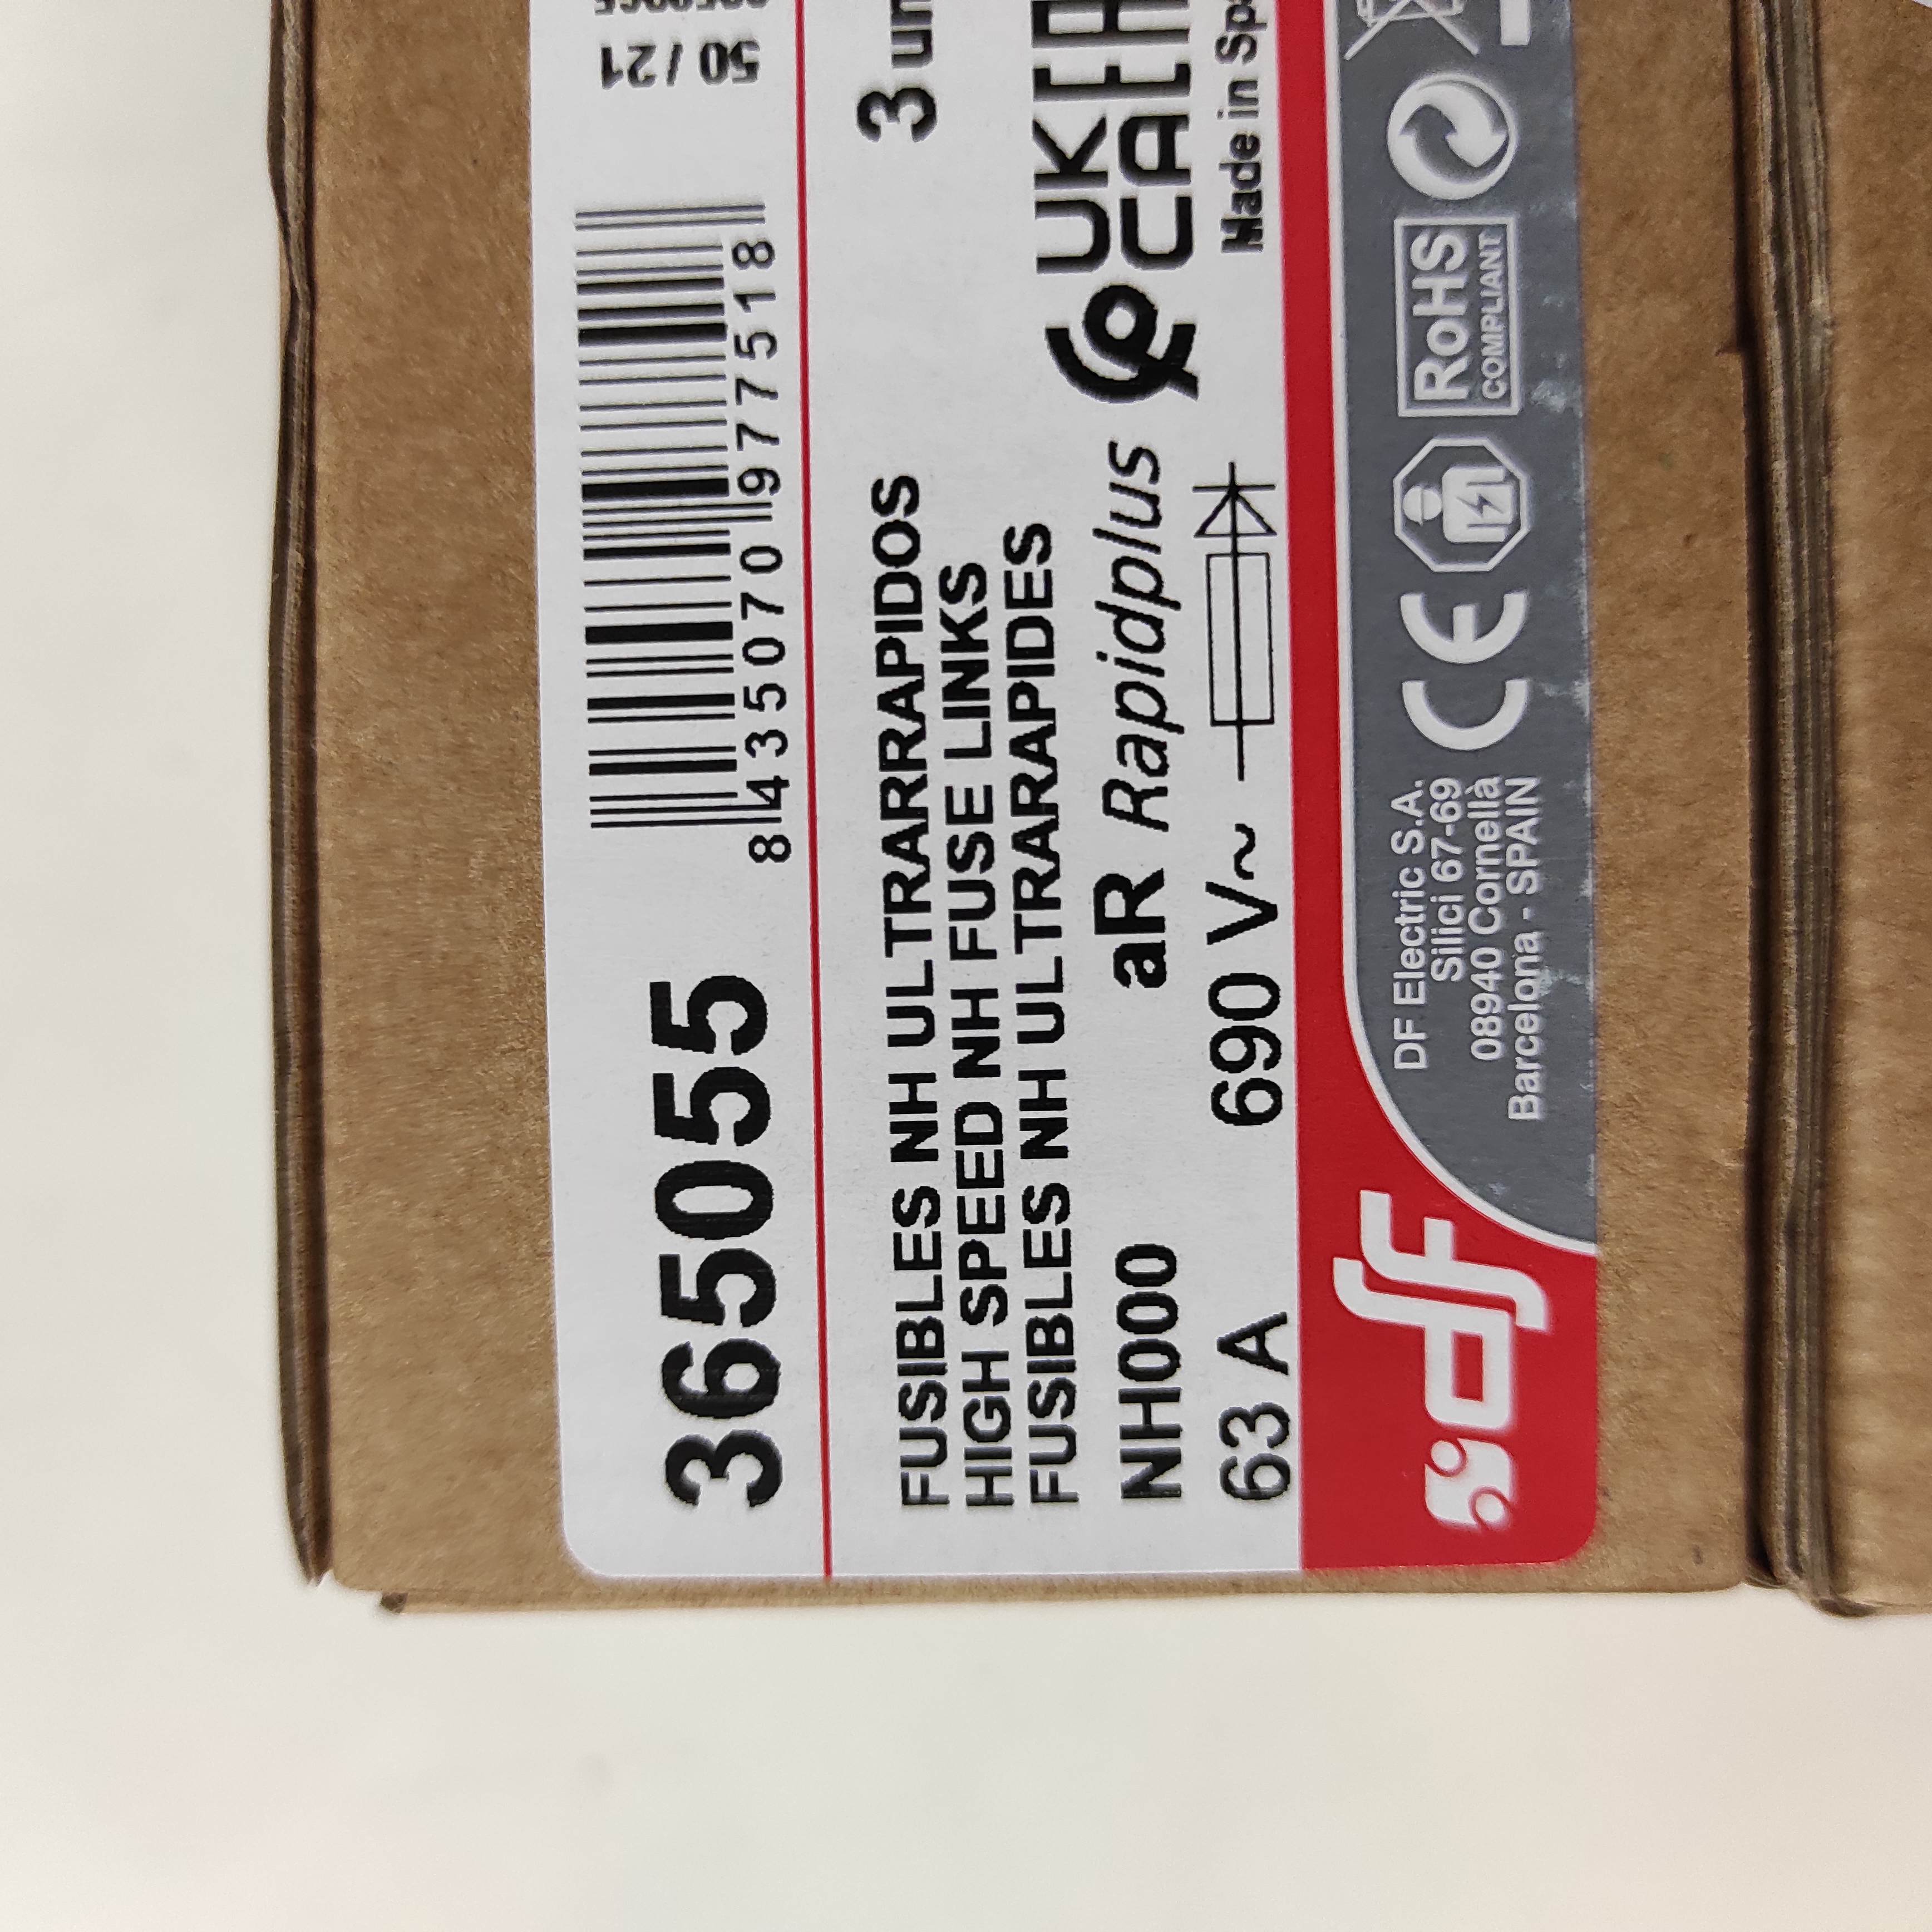 365055
8 435070 977518
50 / 21
FUSIBLES NH ULTRARRAPIDOS
HIGH SPEED NH FUSE LINKS
FUSIBLES NH ULTRARAPIDES
3
NH000 aR Rapidplus
UK
CA
63 A 690 V~
Made in
df
DF Electric S.A.
Silici 67-69
08940 Cornellà
Barcelona - SPAIN
CE
RoHS
COMPLIANT